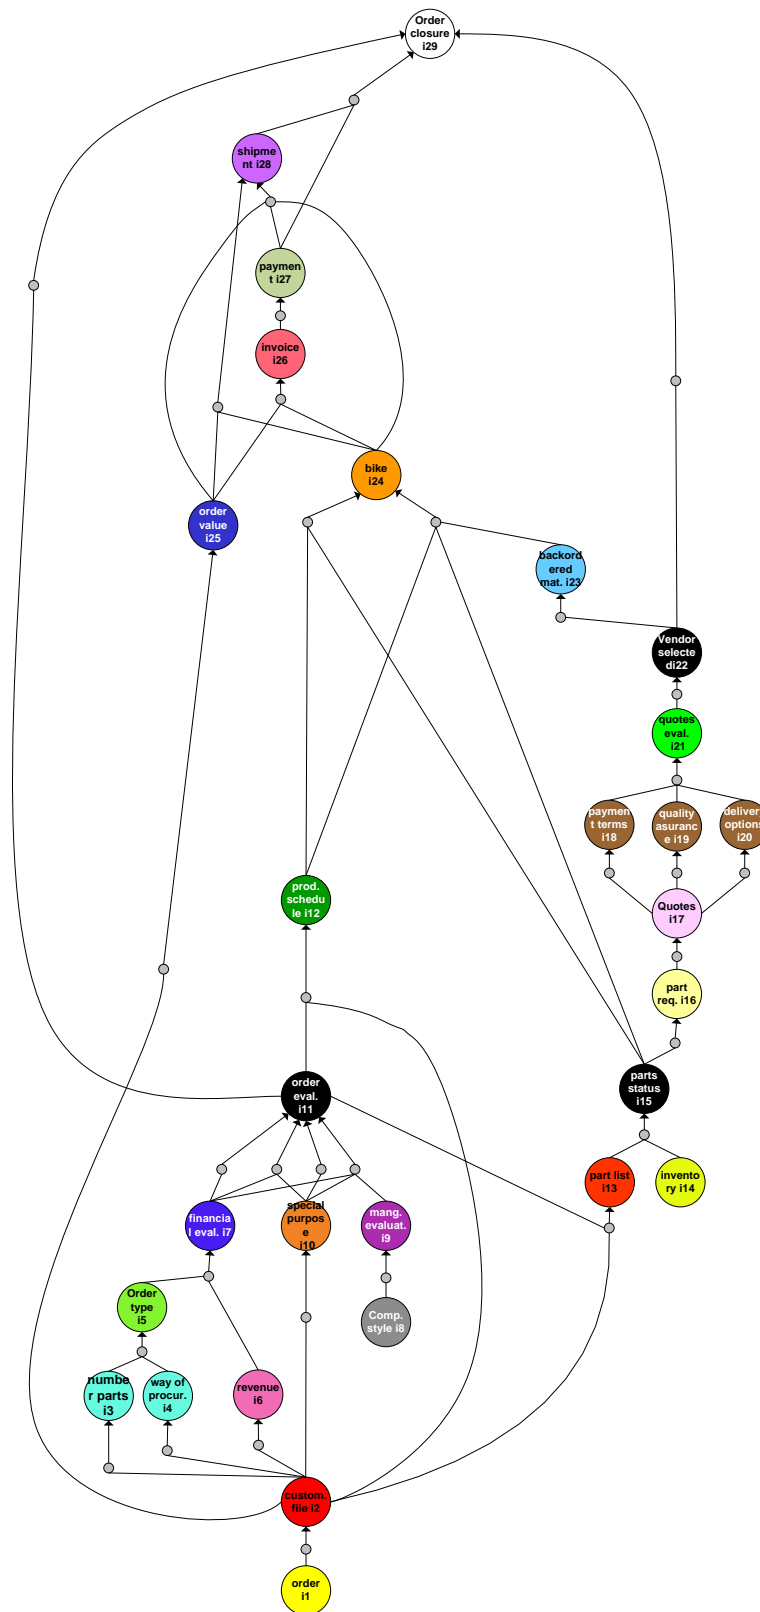 Order
closure
i29
shipme
nt i28
paymen
t i27
invoice
i26
bike
i24
order
value
i25
backord
ered
mat. i23
Vendor
selecte
di22
quotes
eval.
i21
paymen
t terms
i18
quality
asuranc
e i19
delivery
options
i20
prod.
schedu
le i12
Quotes
i17
part
req. i16
order
eval.
i11
parts
status
i15
part list
i13
invento
ry i14
financia
l eval. i7
special
purpos
e
i10
mang.
evaluat.
i9
Order
type
i5
Comp.
style i8
numbe
r parts
i3
way of
procur.
i4
revenue
i6
custom.
file i2
order
i1